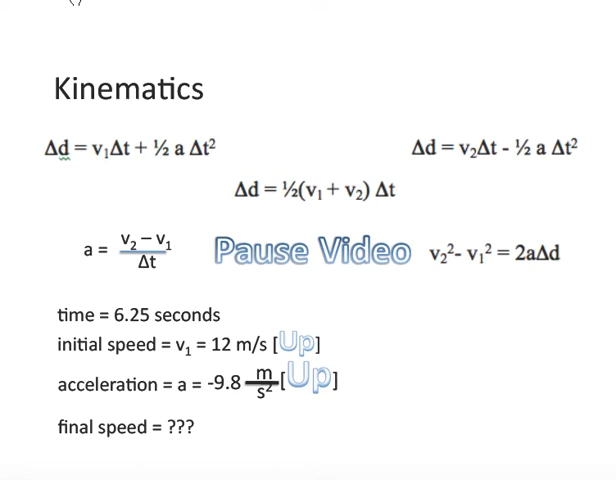 Kinematics
Δd = v₁Δt + ½ a Δt²
Δd = v₂Δt - ½ a Δt²
Δd = ½(v₁ + v₂) Δt
a = (v₂ – v₁)/Δt
Pause Video
v₂² - v₁² = 2aΔd
time = 6.25 seconds
initial speed = v₁ = 12 m/s [Up]
acceleration = a = -9.8 m/s² [Up]
final speed = ???